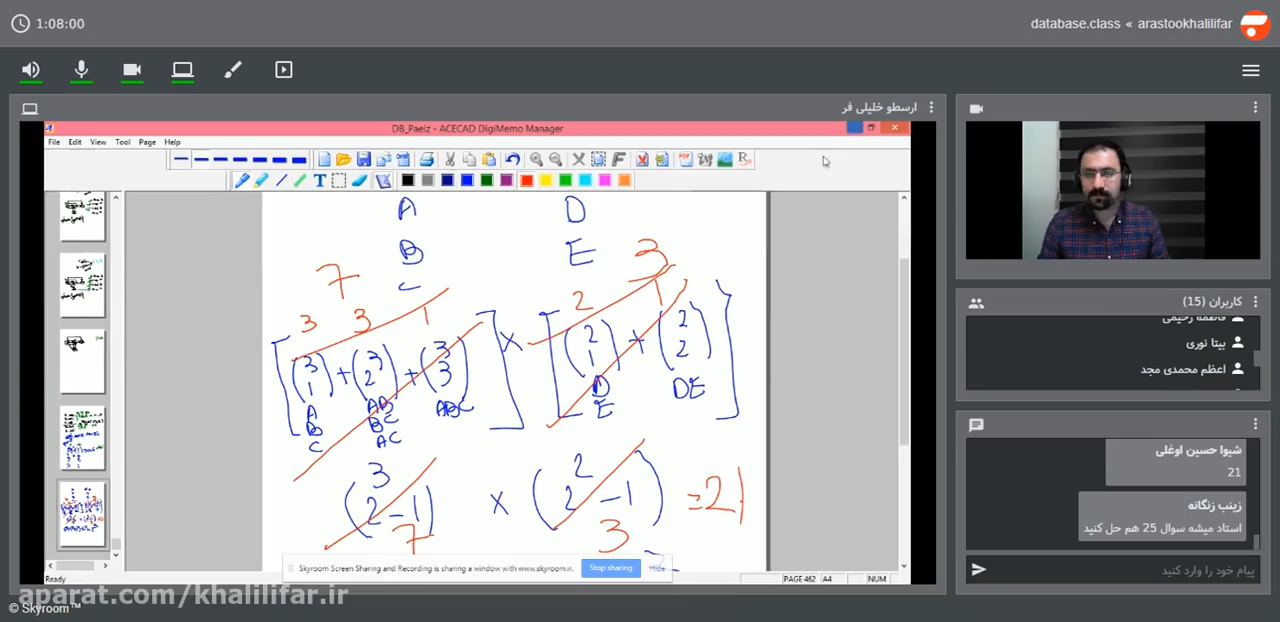 1:08:00
database.class « arastookhalilifar
ارسطو خلیلی فر
DB_Paeiz - ACECAD DigiMemo Manager
File Edit View Tool Page Help
A D
B E
C
7 3
3 3 1 2 1
[(3 1) + (3 2) + (3 3)] × [(2 1) + (2 2)]
A AB ABC D DE
B BC E
C AC
(2^3 - 1) × (2^2 - 1) = 21
7 3
Skyroom Screen Sharing and Recording is sharing a window with www.skyroom.ir. Stop sharing Hide
Ready PAGE 462 A4 NUM
کاربران (15)
فاطمه رحیمی
بیتا نوری
اعظم محمدی مجد
شیوا حسین اوغلی
21
زینب زنگانه
استاد میشه سوال 25 هم حل کنید
پیام خود را وارد کنید
aparat.com/khalilifar.ir
© Skyroom™